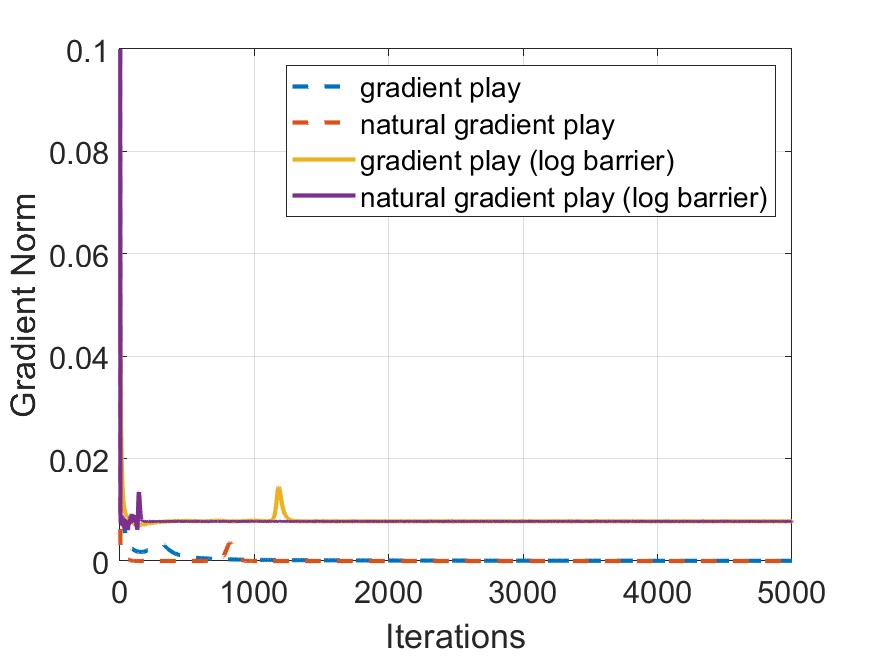 0.1
0.08
0.06
0.04
0.02
0
Gradient Norm
gradient play
natural gradient play
gradient play (log barrier)
natural gradient play (log barrier)
0 1000 2000 3000 4000 5000
Iterations